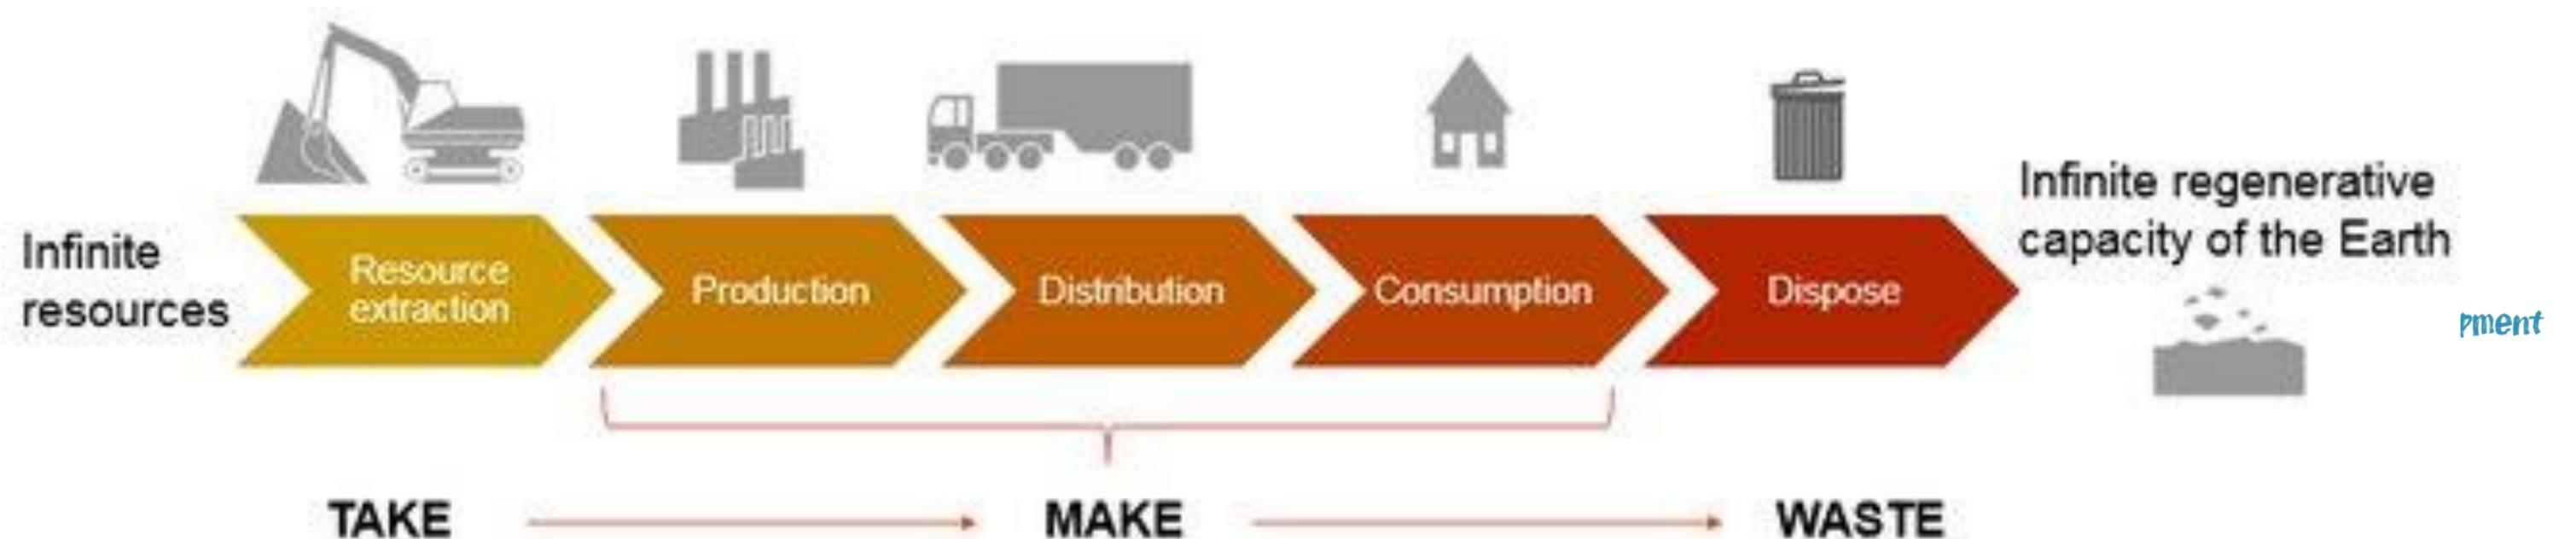 Infinite
resources
Resource
extraction
Production
Distribution
Consumption
Dispose
Infinite regenerative
capacity of the Earth
pment
TAKE
MAKE
WASTE